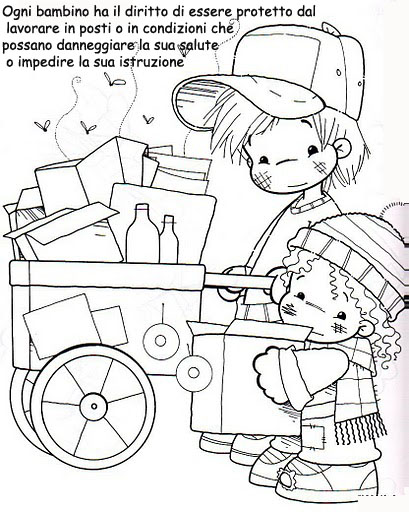 Ogni bambino ha il diritto di essere protetto dal
lavorare in posti o in condizioni che
possano danneggiare la sua salute
o impedire la sua istruzione